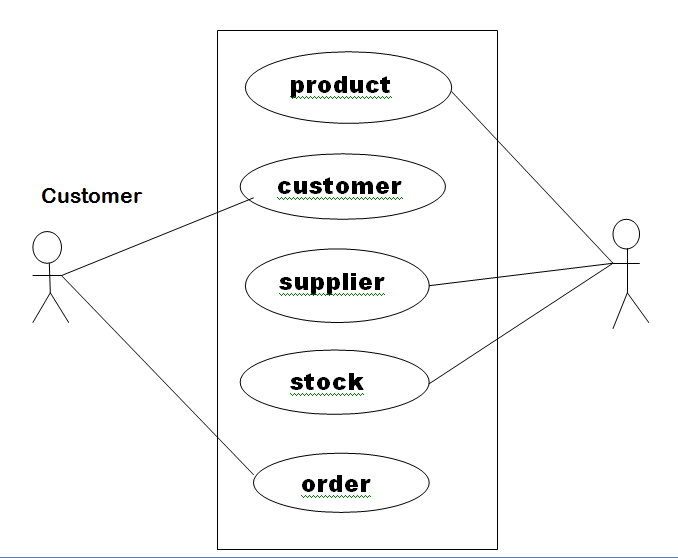 product
customer
Customer
supplier
stock
order